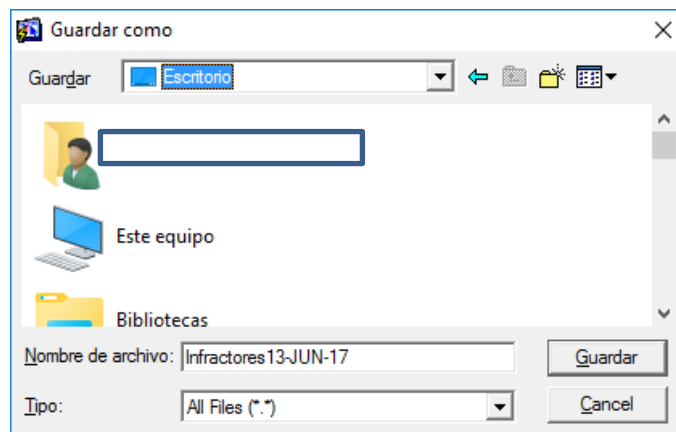 Guardar como
Guardar
Escritorio
Este equipo
Bibliotecas
Nombre de archivo: Infractores13-JUN-17
Guardar
Tipo: All Files (*.*)
Cancel